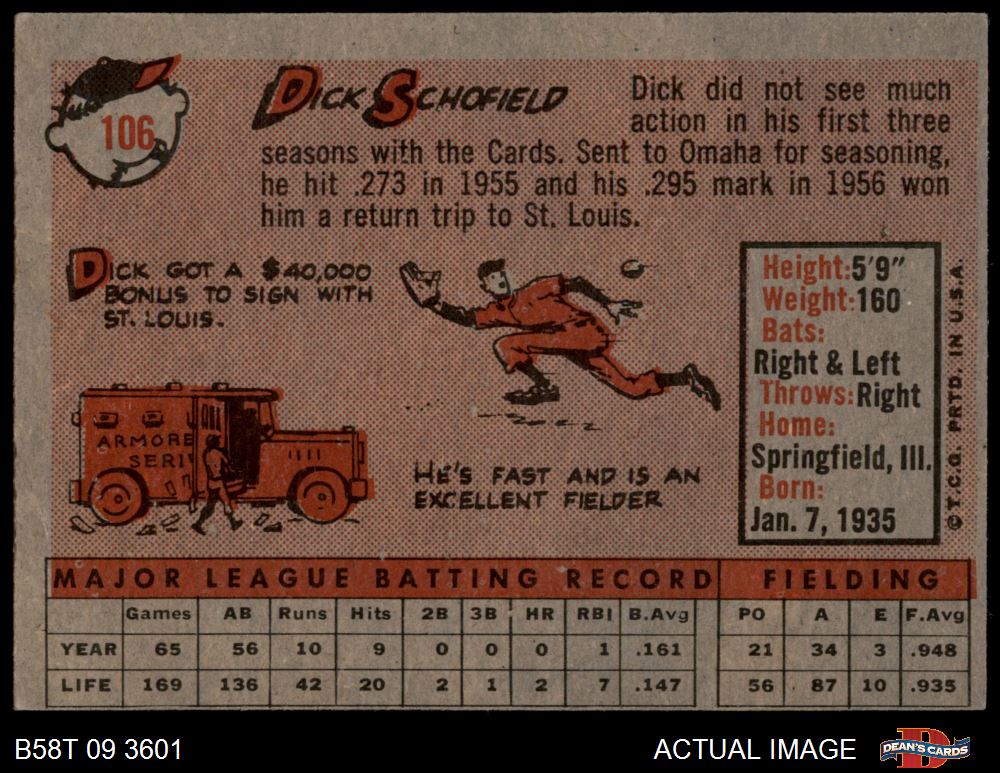 106
DICK SCHOFIELD
Dick did not see much
action in his first three
seasons with the Cards. Sent to Omaha for seasoning,
he hit .273 in 1955 and his .295 mark in 1956 won
him a return trip to St. Louis.
DICK GOT A $40,000
BONUS TO SIGN WITH
ST. LOUIS.
ARMORE
SERV
HE'S FAST AND IS AN
EXCELLENT FIELDER
Height: 5'9"
Weight: 160
Bats:
Right & Left
Throws: Right
Home:
Springfield, Ill.
Born:
Jan. 7, 1935
© T.C.G. PRTD. IN U.S.A.
MAJOR LEAGUE BATTING RECORD FIELDING
Games AB Runs Hits 2B 3B HR RBI B.Avg PO A E F.Avg
YEAR 65 56 10 9 0 0 0 1 .161 21 34 3 .948
LIFE 169 136 42 20 2 1 2 7 .147 56 87 10 .935
B58T 09 3601 ACTUAL IMAGE DEAN'S CARDS